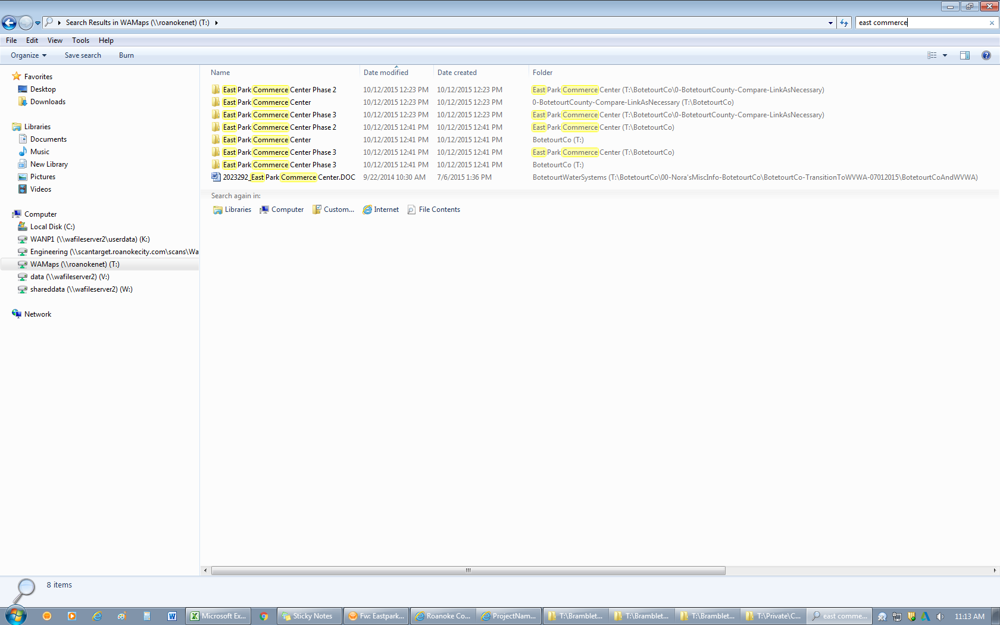 Search Results in WAMaps (\\roanokenet) (T:)
east commerce
File Edit View Tools Help
Organize Save search Burn
Name Date modified Date created Folder
East Park Commerce Center Phase 2 10/12/2015 12:23 PM 10/12/2015 12:23 PM East Park Commerce Center (T:\BotetourtCo\0-BotetourtCounty-Compare-LinkAsNecessary)
East Park Commerce Center 10/12/2015 12:23 PM 10/12/2015 12:23 PM 0-BotetourtCounty-Compare-LinkAsNecessary (T:\BotetourtCo)
East Park Commerce Center Phase 3 10/12/2015 12:23 PM 10/12/2015 12:23 PM East Park Commerce Center (T:\BotetourtCo\0-BotetourtCounty-Compare-LinkAsNecessary)
East Park Commerce Center Phase 2 10/12/2015 12:41 PM 10/12/2015 12:41 PM East Park Commerce Center (T:\BotetourtCo)
East Park Commerce Center 10/12/2015 12:41 PM 10/12/2015 12:41 PM BotetourtCo (T:)
East Park Commerce Center Phase 3 10/12/2015 12:41 PM 10/12/2015 12:41 PM East Park Commerce Center (T:\BotetourtCo)
East Park Commerce Center Phase 3 10/12/2015 12:41 PM 10/12/2015 12:41 PM BotetourtCo (T:)
2023292_East Park Commerce Center.DOC 9/22/2014 10:30 AM 7/6/2015 1:36 PM BotetourtWaterSystems (T:\BotetourtCo\00-Nora'sMiscInfo-BotetourtCo\BotetourtCo-TransitionToWVWA-07012015\BotetourtCoAndWVWA)
Search again in:
Libraries Computer Custom... Internet File Contents
Favorites
Desktop
Downloads
Libraries
Documents
Music
New Library
Pictures
Videos
Computer
Local Disk (C:)
WANP1 (\\wafileserver2\userdata) (K:)
Engineering (\\scantarget.roanokecity.com\scans\Wa
WAMaps (\\roanokenet) (T:)
data (\\wafileserver2) (V:)
shareddata (\\wafileserver2) (W:)
Network
8 items
Microsoft Ex... Sticky Notes Fw: Eastpark... Roanoke Co... ProjectNam... T:\Bramblet... T:\Bramblet... T:\Bramblet... T:\Private\C... east comme... 11:13 AM